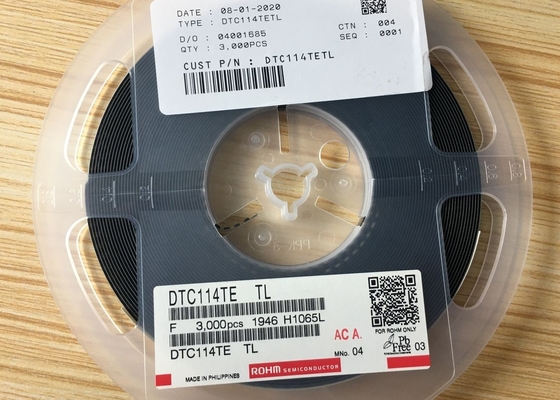 DATE : 08-01-2020
TYPE : DTC114TETL
D/O : 04001685
CTN : 004
QTY : 3,000PCS
SEQ : 0001
CUST P/N : DTC114TETL
DTC114TE TL
F 3,000pcs 1946 H1065L
DTC114TE TL
AC A.
MNo. 04
FOR ROHM ONLY
Pb
Free
03
MADE IN PHILIPPINES
ROHM SEMICONDUCTOR